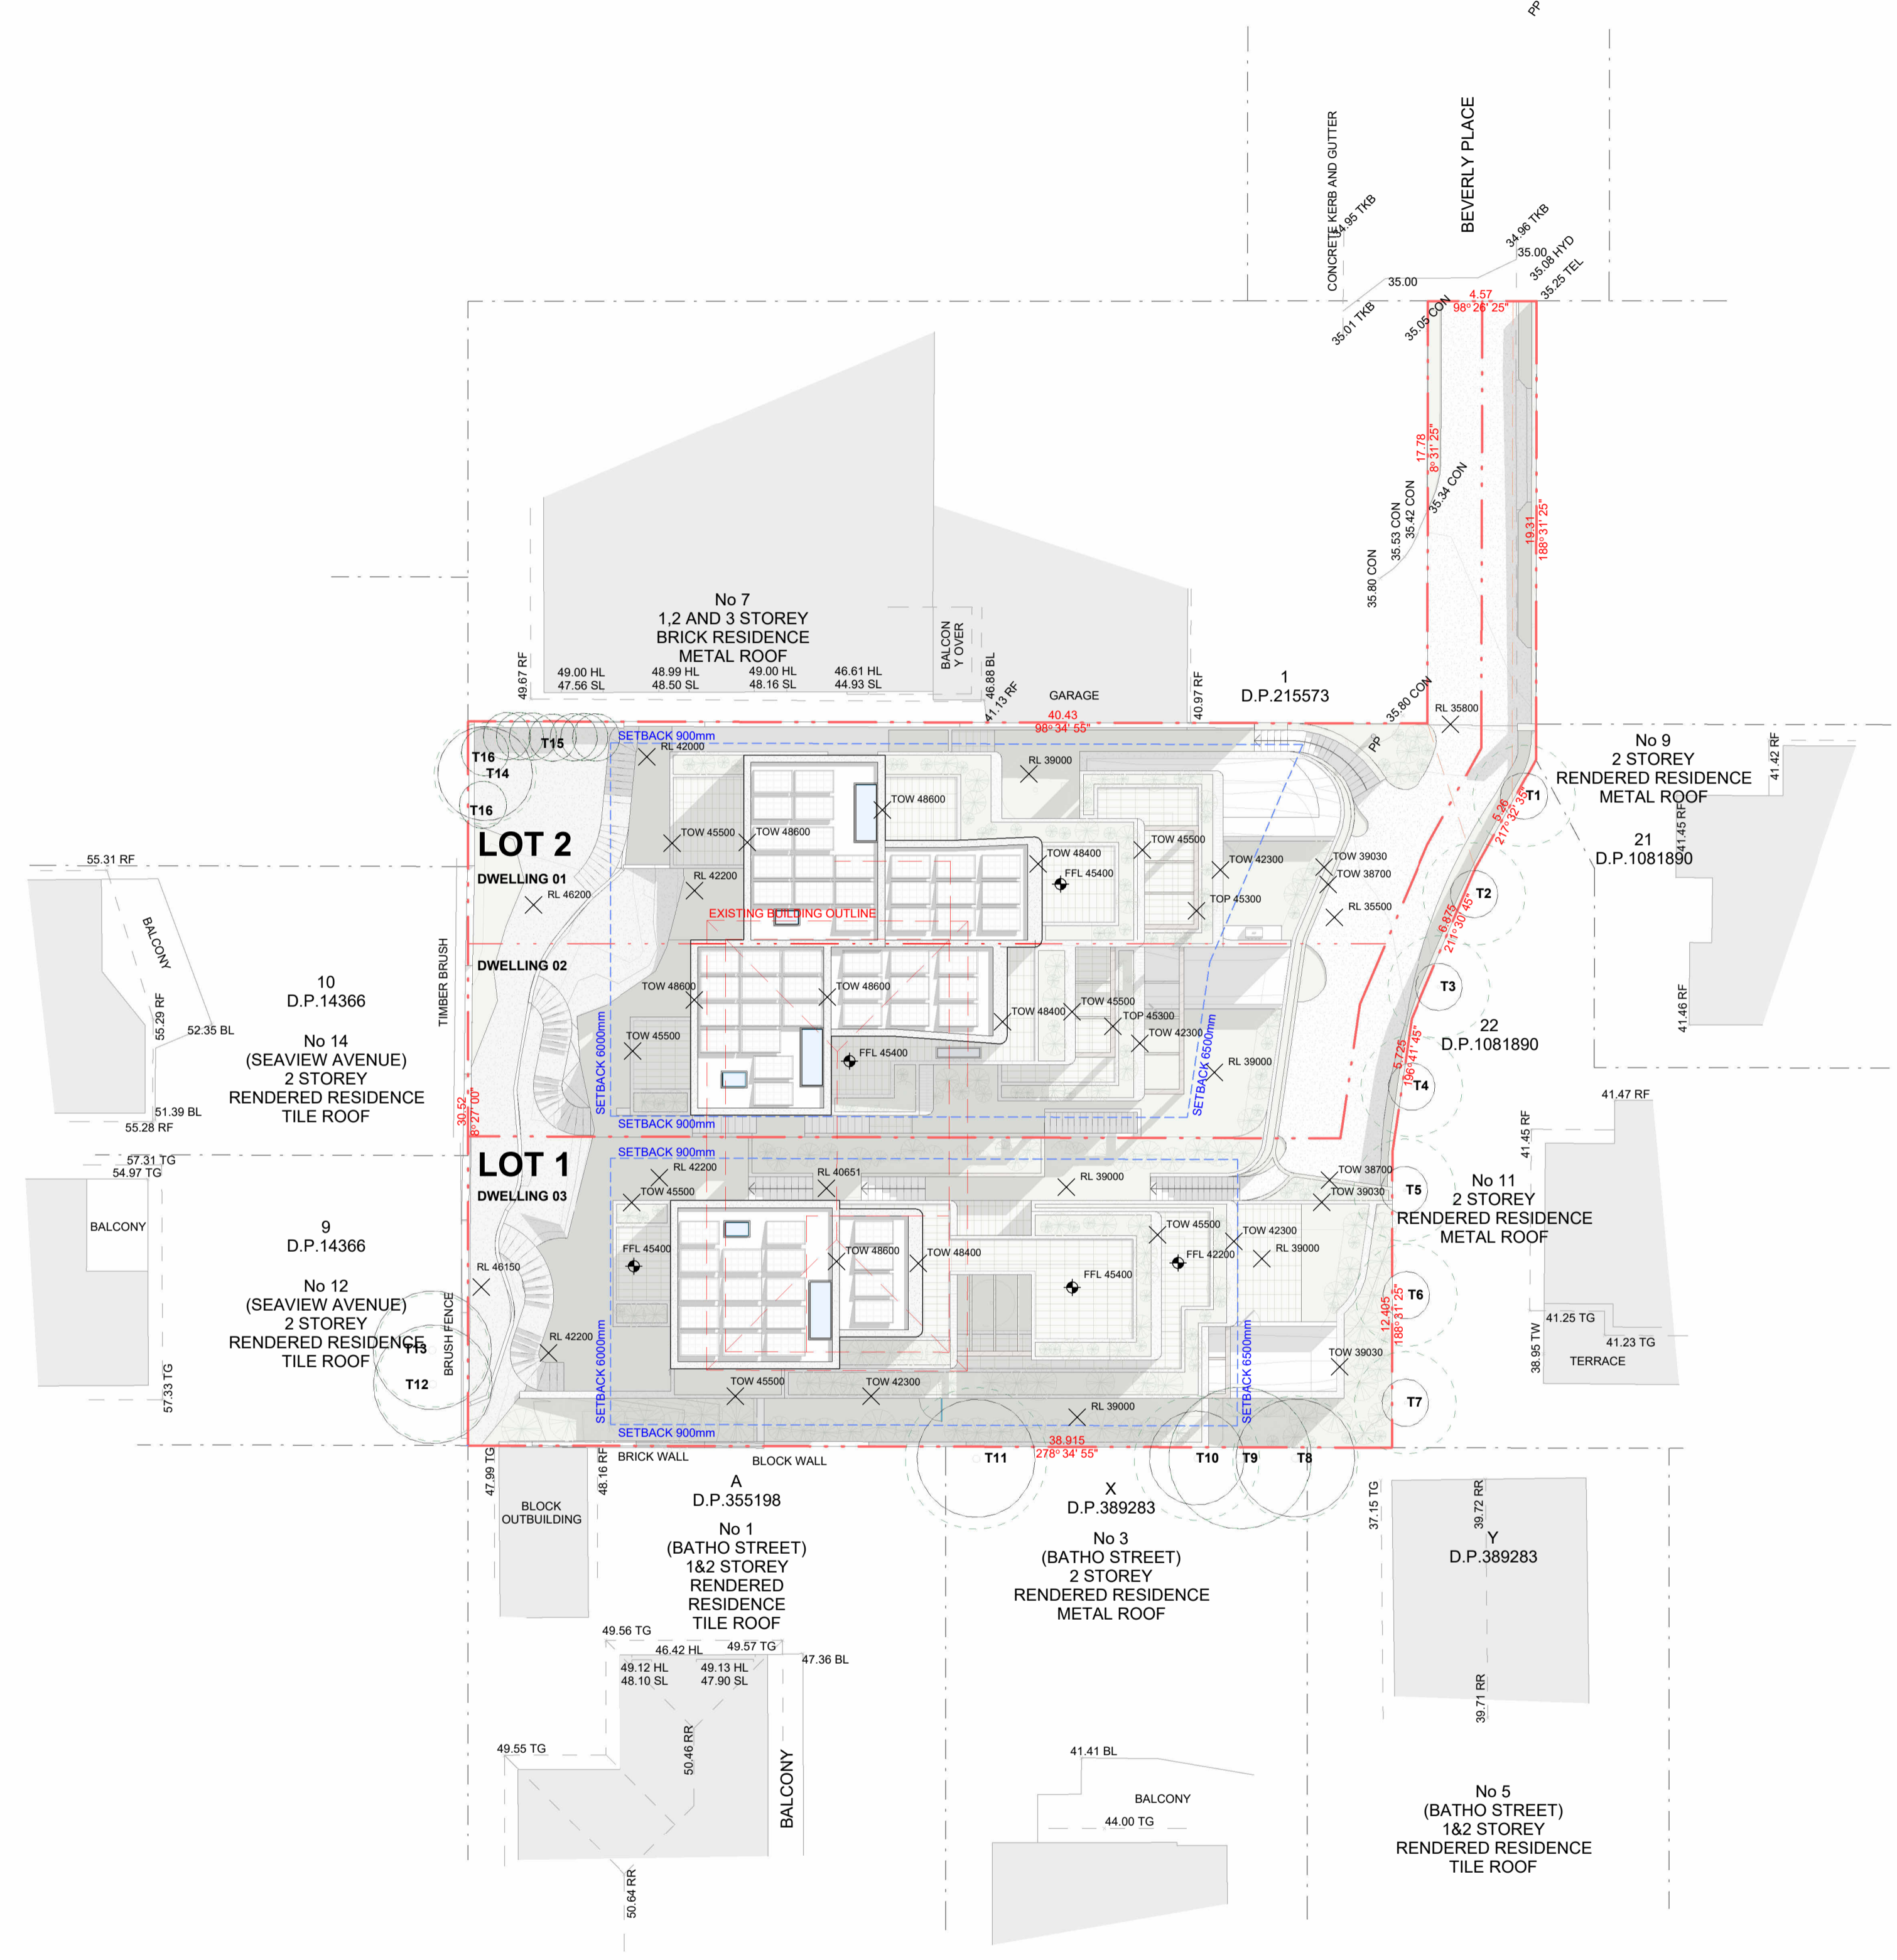 PP
BEVERLY PLACE
CONCRETE KERB AND GUTTER
34.95 TKB
34.96 TKB
35.00
35.08 HYD
35.25 TEL
35.00
4.57
98° 26' 25"
35.01 TKB
35.05 CON
17.78
8° 31' 25"
35.34 CON
35.42 CON
35.53 CON
35.80 CON
19.31
188° 31' 25"
No 7
1,2 AND 3 STOREY
BRICK RESIDENCE
METAL ROOF
49.67 RF
49.00 HL
47.56 SL
48.99 HL
48.50 SL
49.00 HL
48.16 SL
46.61 HL
44.93 SL
BALCON
Y OVER
46.88 BL
41.13 RF
GARAGE
40.97 RF
1
D.P.215573
40.43
98° 34' 55"
35.80 CON
RL 35800
PP
No 9
2 STOREY
RENDERED RESIDENCE
METAL ROOF
41.42 RF
41.45 RF
21
D.P.1081890
T16
T14
T15
T16
SETBACK 900mm
RL 42000
RL 39000
TOW 48600
T1
5.26
217° 32' 35"
LOT 2
DWELLING 01
RL 46200
TOW 45500
TOW 48600
RL 42200
TOW 48400
FFL 45400
TOW 45500
TOW 42300
TOP 45300
TOW 39030
TOW 38700
RL 35500
T2
6.875
211° 30' 45"
EXISTING BUILDING OUTLINE
55.31 RF
BALCONY
55.29 RF
52.35 BL
51.39 BL
55.28 RF
10
D.P.14366
No 14
(SEAVIEW AVENUE)
2 STOREY
RENDERED RESIDENCE
TILE ROOF
TIMBER BRUSH
DWELLING 02
TOW 48600
TOW 48600
TOW 45500
TOW 48400
TOW 45500
TOP 45300
TOW 42300
FFL 45400
RL 39000
SETBACK 6000mm
SETBACK 6500mm
SETBACK 900mm
T3
22
D.P.1081890
41.46 RF
5.725
196° 41' 45"
T4
30.52
8° 27' 00"
41.47 RF
41.45 RF
57.31 TG
54.97 TG
BALCONY
9
D.P.14366
No 12
(SEAVIEW AVENUE)
2 STOREY
RENDERED RESIDENCE
TILE ROOF
57.33 TG
T13
T12
BRUSH FENCE
LOT 1
DWELLING 03
SETBACK 900mm
RL 42200
TOW 45500
RL 40651
RL 39000
TOW 38700
TOW 39030
FFL 45400
RL 46150
TOW 48600
TOW 48400
TOW 45500
FFL 42200
TOW 42300
RL 39000
FFL 45400
RL 42200
TOW 45500
TOW 42300
RL 39000
TOW 39030
SETBACK 6000mm
SETBACK 6500mm
SETBACK 900mm
T5
No 11
2 STOREY
RENDERED RESIDENCE
METAL ROOF
T6
12.405
188° 31' 25"
T7
38.95 TW
41.25 TG
41.23 TG
TERRACE
38.915
278° 34' 55"
T11
T10
T9
T8
47.99 TG
48.16 RF
BRICK WALL
BLOCK WALL
BLOCK
OUTBUILDING
A
D.P.355198
No 1
(BATHO STREET)
1&2 STOREY
RENDERED
RESIDENCE
TILE ROOF
X
D.P.389283
No 3
(BATHO STREET)
2 STOREY
RENDERED RESIDENCE
METAL ROOF
37.15 TG
39.72 RR
Y
D.P.389283
39.71 RR
49.56 TG
46.42 HL
49.57 TG
47.36 BL
49.12 HL
48.10 SL
49.13 HL
47.90 SL
49.55 TG
50.46 RR
BALCONY
50.64 RR
41.41 BL
BALCONY
44.00 TG
No 5
(BATHO STREET)
1&2 STOREY
RENDERED RESIDENCE
TILE ROOF